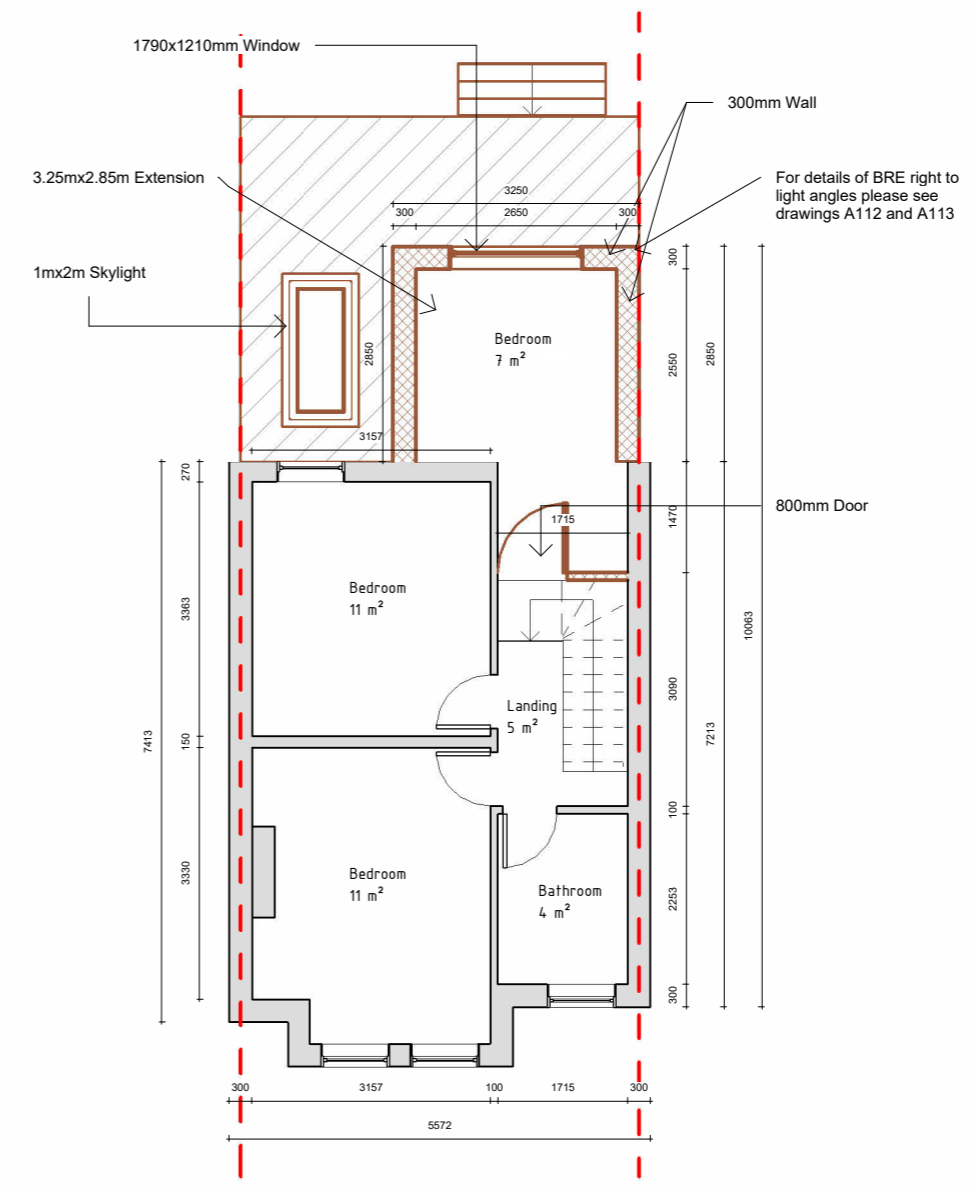 1790x1210mm Window
300mm Wall
3.25mx2.85m Extension
For details of BRE right to
light angles please see
drawings A112 and A113
3250
300
2650
300
1mx2m Skylight
300
Bedroom
7 m²
2850
2550
2850
3157
270
1470
800mm Door
1715
Bedroom
11 m²
3363
10063
Landing
5 m²
3090
7413
150
7213
100
3330
Bedroom
11 m²
Bathroom
4 m²
2253
300
300
3157
100
1715
300
5572